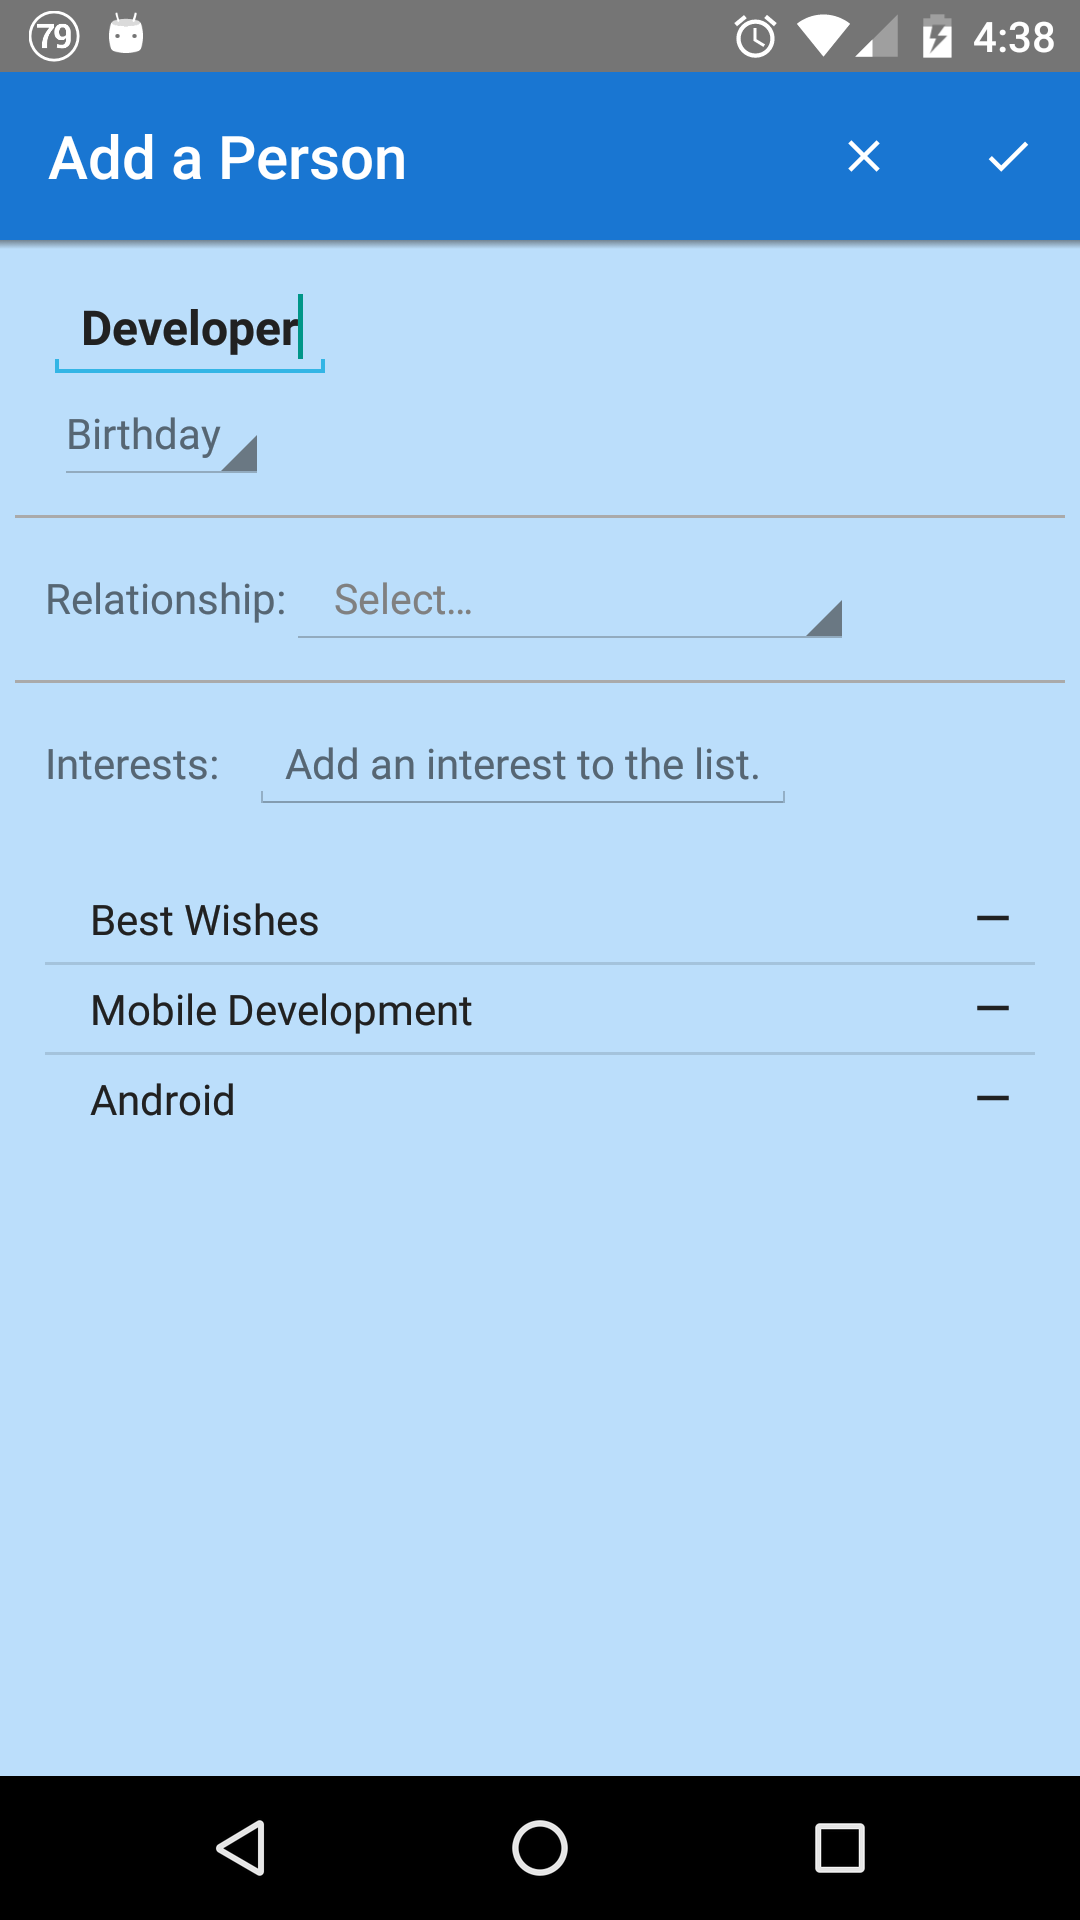 79 4:38
Add a Person
Developer
Birthday
Relationship: Select...
Interests: Add an interest to the list.
Best Wishes
Mobile Development
Android